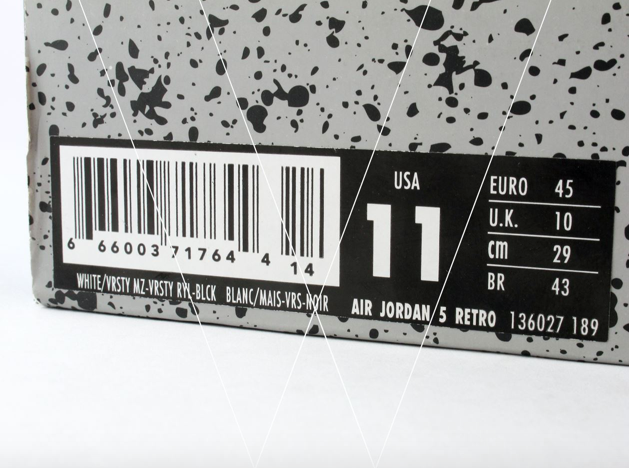 6 66003 71764 4 14
WHITE/VRSTY MZ-VRSTY RYL-BLCK BLANC/MAIS-VRS-NOIR
USA
11
EURO 45
U.K. 10
cm 29
BR 43
AIR JORDAN 5 RETRO 136027 189